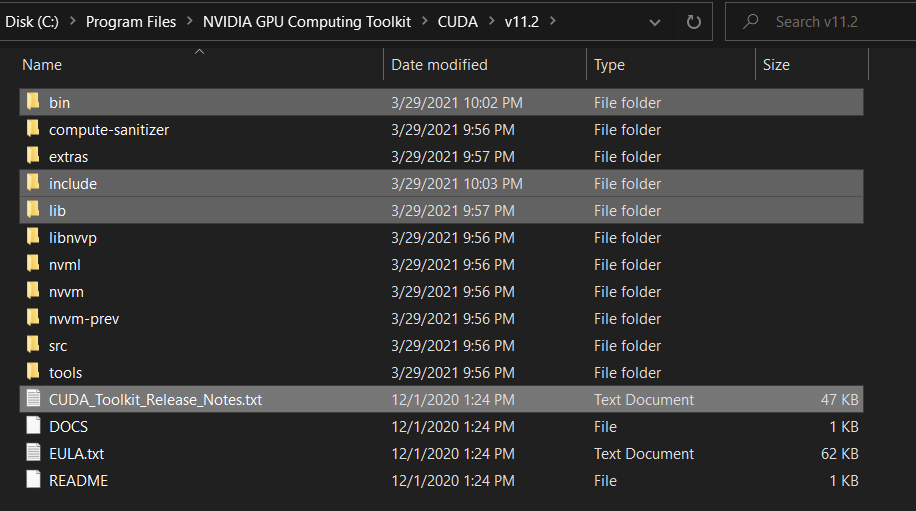 Disk (C:) > Program Files > NVIDIA GPU Computing Toolkit > CUDA > v11.2 > Search v11.2
Name Date modified Type Size
bin 3/29/2021 10:02 PM File folder
compute-sanitizer 3/29/2021 9:56 PM File folder
extras 3/29/2021 9:57 PM File folder
include 3/29/2021 10:03 PM File folder
lib 3/29/2021 9:57 PM File folder
libnvvp 3/29/2021 9:56 PM File folder
nvml 3/29/2021 9:56 PM File folder
nvvm 3/29/2021 9:56 PM File folder
nvvm-prev 3/29/2021 9:56 PM File folder
src 3/29/2021 9:56 PM File folder
tools 3/29/2021 9:56 PM File folder
CUDA_Toolkit_Release_Notes.txt 12/1/2020 1:24 PM Text Document 47 KB
DOCS 12/1/2020 1:24 PM File 1 KB
EULA.txt 12/1/2020 1:24 PM Text Document 62 KB
README 12/1/2020 1:24 PM File 1 KB